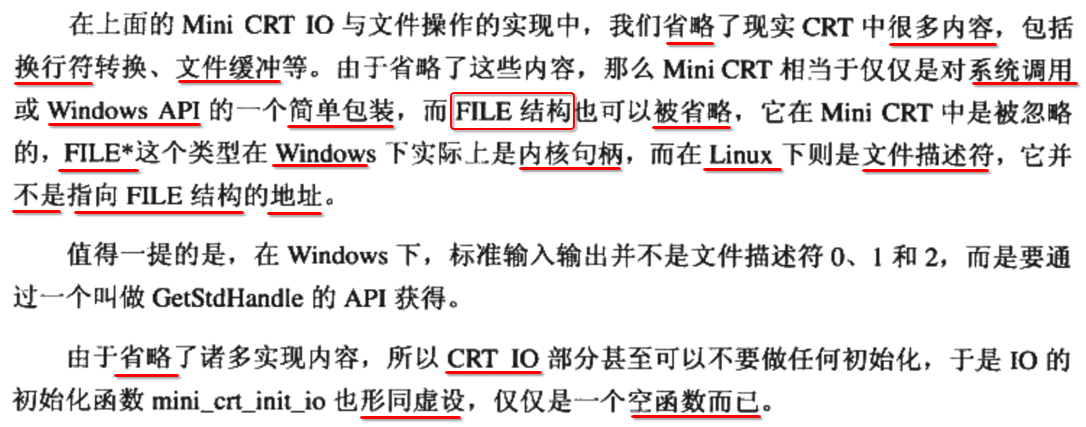 在上面的 Mini CRT IO 与文件操作的实现中，我们省略了现实 CRT 中很多内容，包括
换行符转换、文件缓冲等。由于省略了这些内容，那么 Mini CRT 相当于仅仅是对系统调用
或 Windows API 的一个简单包装，而 FILE 结构也可以被省略，它在 Mini CRT 中是被忽略
的，FILE*这个类型在 Windows 下实际上是内核句柄，而在 Linux 下则是文件描述符，它并
不是指向 FILE 结构的地址。
值得一提的是，在 Windows 下，标准输入输出并不是文件描述符 0、1 和 2，而是要通
过一个叫做 GetStdHandle 的 API 获得。
由于省略了诸多实现内容，所以 CRT IO 部分甚至可以不要做任何初始化，于是 IO 的
初始化函数 mini_crt_init_io 也形同虚设，仅仅是一个空函数而已。